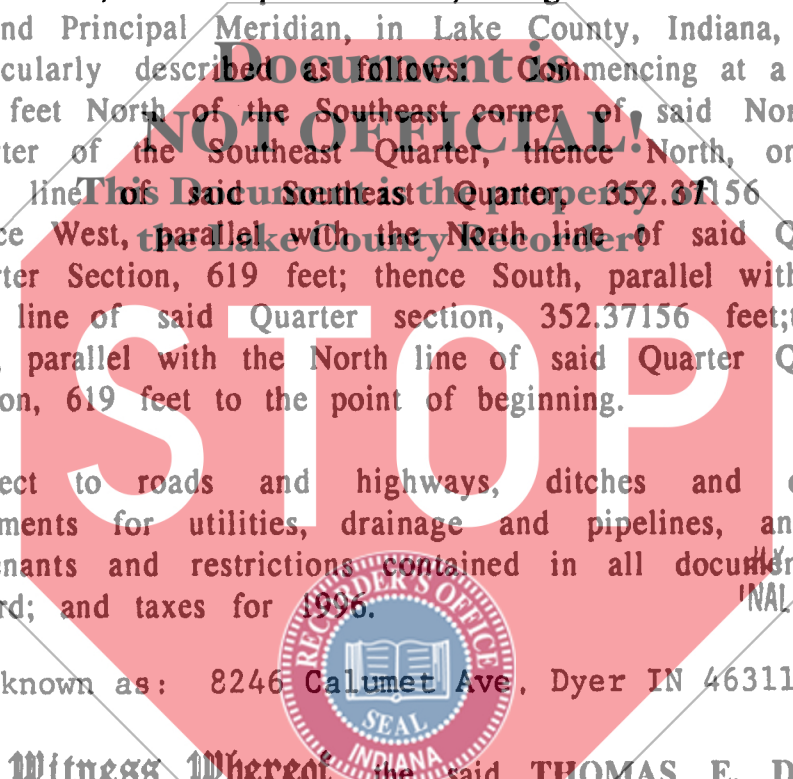 nd Principal Meridian, in Lake County, Indiana,
cularly described as follows: Commencing at a
Document is
feet North of the Southeast corner of said Nor
NOT OFFICIAL!
ter of the Southeast Quarter, thence North, or
line of said Southeast Quarter, 352.37156
This Document is the property of
ce West, parallel with the North line of said Q
the Lake County Recorder!
ter Section, 619 feet; thence South, parallel with
line of said Quarter section, 352.37156 feet;t
, parallel with the North line of said Quarter Q
on, 619 feet to the point of beginning.
STOP
ect to roads and highways, ditches and
ments for utilities, drainage and pipelines, an
nants and restrictions contained in all documen
rd; and taxes for 1996.
NAL
known as: 8246 Calumet Ave, Dyer IN 46311
RECORDER'S OFFICE
SEAL
INDIANA
Witness Whereof, the said THOMAS E. D